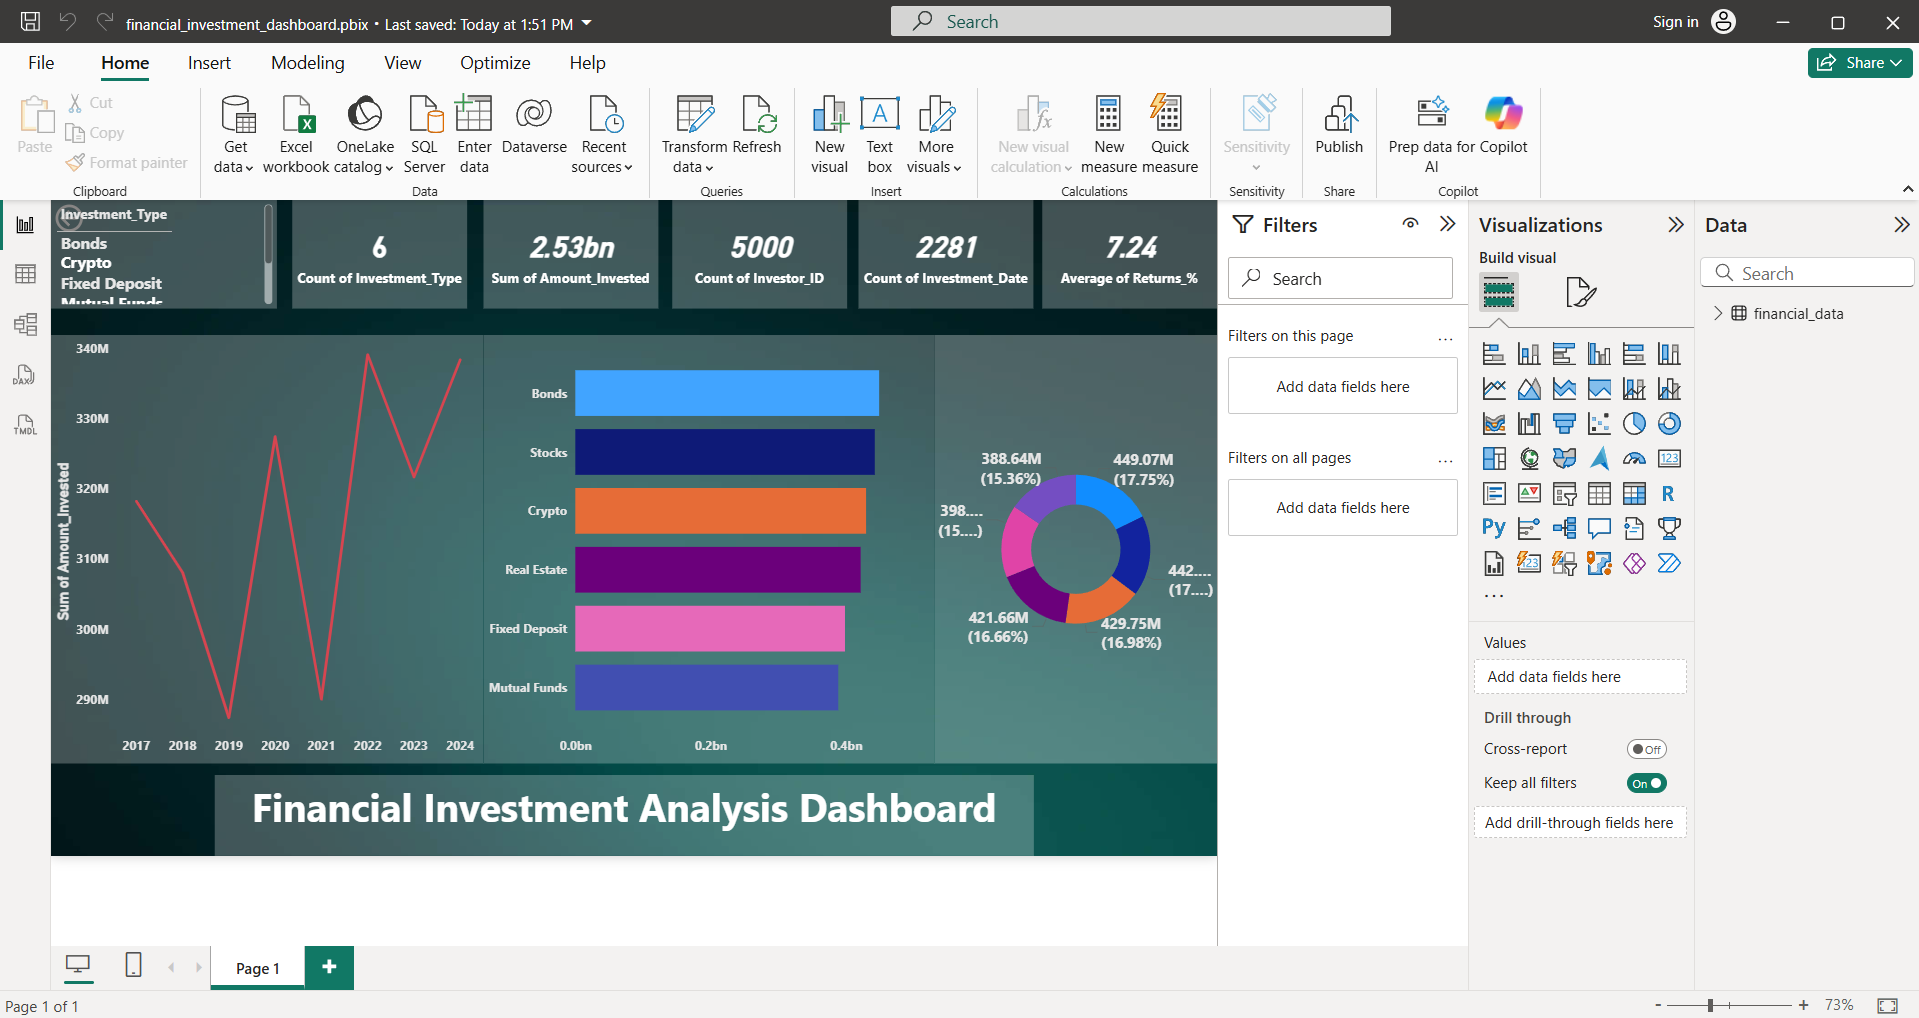 financial_investment_dashboard.pbix • Last saved: Today at 1:51 PM
Search
Sign in
File
Home
Insert
Modeling
View
Optimize
Help
Share
Paste
Cut
Copy
Format painter
Clipboard
Get data
Excel workbook
OneLake catalog
SQL Server
Enter data
Dataverse
Recent sources
Data
Transform data
Refresh
Queries
New visual
Text box
More visuals
Insert
New visual calculation
New measure
Quick measure
Calculations
Sensitivity
Sensitivity
Publish
Share
Prep data for AI
Copilot
Copilot
Investment_Type
Bonds
Crypto
Fixed Deposit
Mutual Funds
6
Count of Investment_Type
2.53bn
Sum of Amount_Invested
5000
Count of Investor_ID
2281
Count of Investment_Date
7.24
Average of Returns_%
Sum of Amount_Invested
340M
330M
320M
310M
300M
290M
2017
2018
2019
2020
2021
2022
2023
2024
Bonds
Stocks
Crypto
Real Estate
Fixed Deposit
Mutual Funds
0.0bn
0.2bn
0.4bn
388.64M
(15.36%)
449.07M
(17.75%)
398....
(15....)
442....
(17....)
421.66M
(16.66%)
429.75M
(16.98%)
Financial Investment Analysis Dashboard
Filters
Search
Filters on this page
...
Add data fields here
Filters on all pages
...
Add data fields here
Visualizations
Build visual
123
R
Py
123
...
Values
Add data fields here
Drill through
Cross-report
Off
Keep all filters
On
Add drill-through fields here
Data
Search
financial_data
DAX
TMDL
Page 1
Page 1 of 1
- + 73%